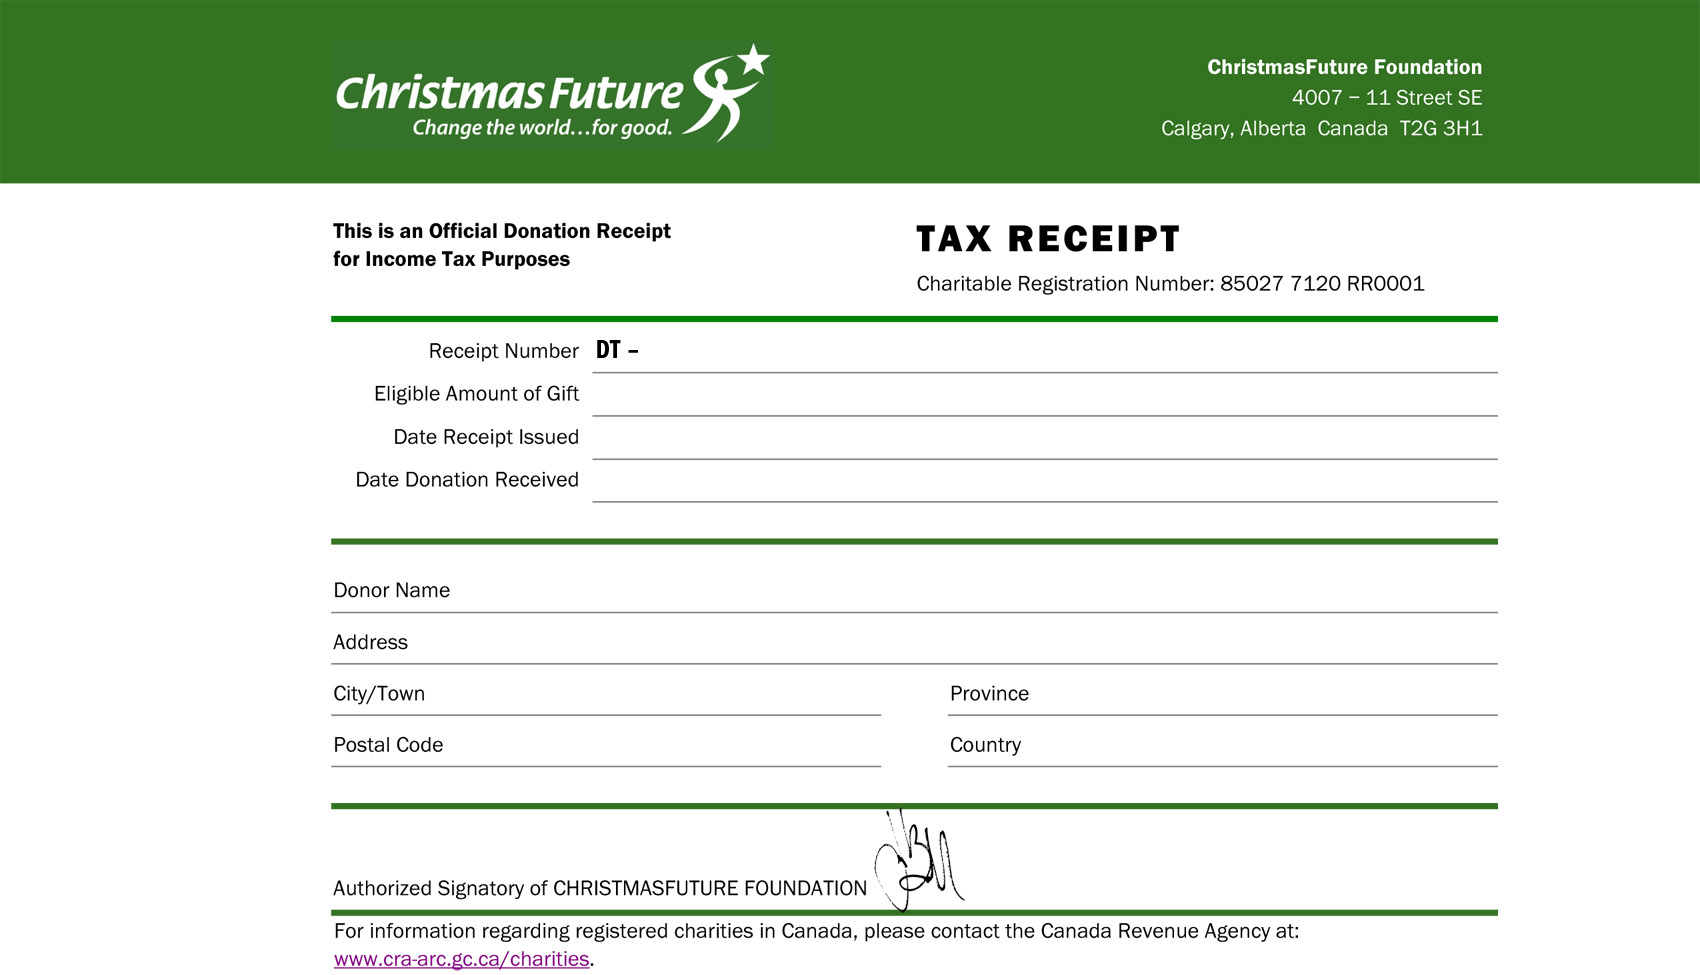 Christmas Future
Change the world...for good.
ChristmasFuture Foundation
4007 – 11 Street SE
Calgary, Alberta  Canada  T2G 3H1
This is an Official Donation Receipt
for Income Tax Purposes
TAX RECEIPT
Charitable Registration Number: 85027 7120 RR0001
Receipt Number DT –
Eligible Amount of Gift
Date Receipt Issued
Date Donation Received
Donor Name
Address
City/Town Province
Postal Code Country
Authorized Signatory of CHRISTMASFUTURE FOUNDATION
For information regarding registered charities in Canada, please contact the Canada Revenue Agency at:
www.cra-arc.gc.ca/charities.